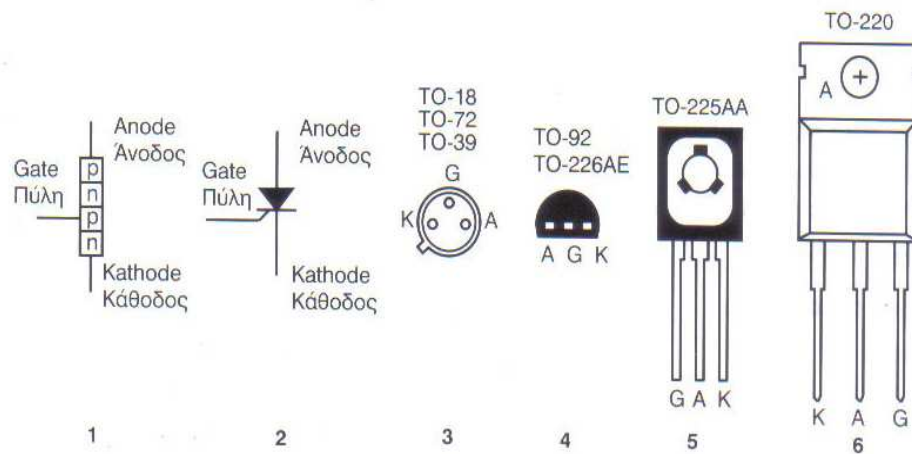 Anode
Άνοδος
Gate
Πύλη
p
n
p
n
Kathode
Κάθοδος
1
Anode
Άνοδος
Gate
Πύλη
Kathode
Κάθοδος
2
TO-18
TO-72
TO-39
G
K A
3
TO-92
TO-226AE
A G K
4
TO-225AA
G A K
5
TO-220
A
K A G
6